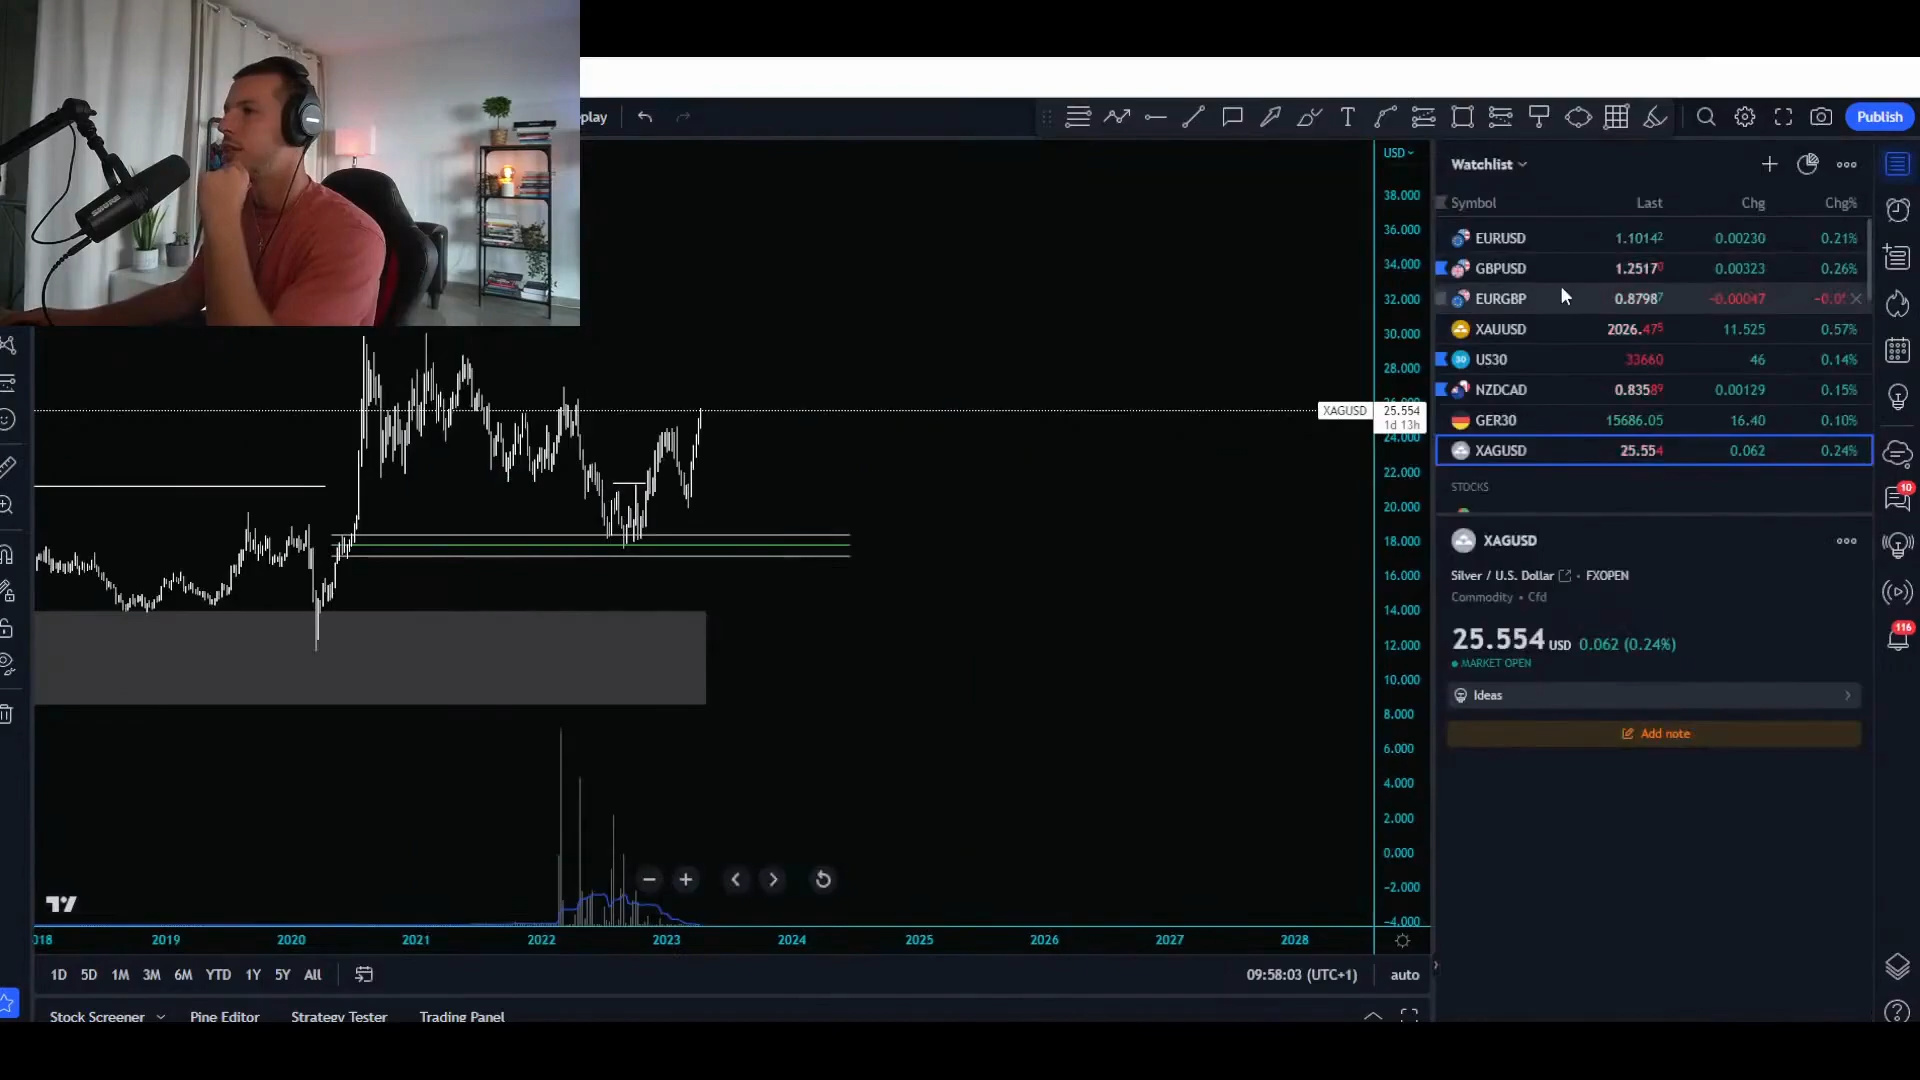 play
Publish
USD
38.000
36.000
34.000
32.000
30.000
28.000
XAGUSD 25.554
1d 13h
24.000
22.000
20.000
18.000
16.000
14.000
12.000
10.000
8.000
6.000
4.000
2.000
0.000
-2.000
-4.000
Watchlist
Symbol Last Chg Chg%
EURUSD 1.10142 0.00230 0.21%
GBPUSD 1.2517 0.00323 0.26%
EURGBP 0.87987 -0.00047
XAUUSD 2026.475 11.525 0.57%
US30 33660 46 0.14%
NZDCAD 0.83589 0.00129 0.15%
GER30 15686.05 16.40 0.10%
XAGUSD 25.554 0.062 0.24%
STOCKS
XAGUSD
Silver / U.S. Dollar • FXOPEN
Commodity • Cfd
25.554 USD 0.062 (0.24%)
MARKET OPEN
Ideas
Add note
10
116
018 2019 2020 2021 2022 2023 2024 2025 2026 2027 2028
1D 5D 1M 3M 6M YTD 1Y 5Y All
09:58:03 (UTC+1) auto
Stock Screener Pine Editor Strategy Tester Trading Panel
SHURE